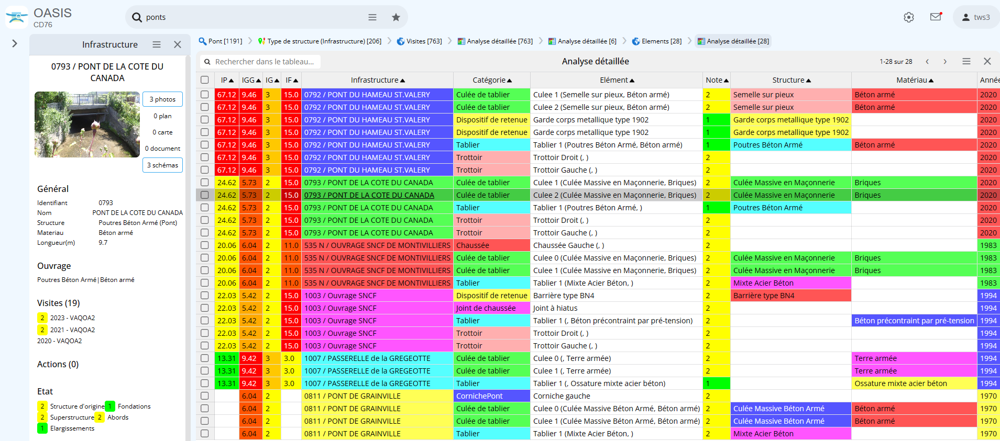 OASIS
CD76
ponts
tws3
Infrastructure
0793 / PONT DE LA COTE DU
CANADA
3 photos
0 plan
0 carte
0 document
3 schémas
Général
Identifiant 0793
Nom PONT DE LA COTE DU CANADA
Structure Poutres Béton Armé (Pont)
Materiau Béton armé
Longueur(m) 9.7
Ouvrage
Poutres Béton Armé|Béton armé
Visites (19)
2 2023 - VAQOA2
2 2021 - VAQOA2
2020 - VAQOA2
Actions (0)
Etat
2 Structure d'origine 1 Fondations
2 Superstructure 2 Abords
1 Elargissements
Pont [1191] Type de structure (Infrastructure) [206] Visites [763] Analyse détaillée [763] Analyse détaillée [6] Elements [28] Analyse détaillée [28]
Rechercher dans le tableau... Analyse détaillée 1-28 sur 28
IP IGG IG IF Infrastructure Catégorie Elément Note Structure Matériau Année
67.12 9.46 3 15.0 0792 / PONT DU HAMEAU ST.VALERY Culée de tablier Culee 1 (Semelle sur pieux, Béton armé) 2 Semelle sur pieux Béton armé 2020
67.12 9.46 3 15.0 0792 / PONT DU HAMEAU ST.VALERY Culée de tablier Culee 2 (Semelle sur pieux, Béton armé) 2 Semelle sur pieux Béton armé 2020
67.12 9.46 3 15.0 0792 / PONT DU HAMEAU ST.VALERY Dispositif de retenue Garde corps metallique type 1902 1 Garde corps metallique type 1902 2020
67.12 9.46 3 15.0 0792 / PONT DU HAMEAU ST.VALERY Dispositif de retenue Garde corps metallique type 1902 1 Garde corps metallique type 1902 2020
67.12 9.46 3 15.0 0792 / PONT DU HAMEAU ST.VALERY Tablier Tablier 1 (Poutres Béton Armé, Béton armé) 1 Poutres Béton Armé Béton armé 2020
67.12 9.46 3 15.0 0792 / PONT DU HAMEAU ST.VALERY Trottoir Trottoir Droit (, ) 2 2020
67.12 9.46 3 15.0 0792 / PONT DU HAMEAU ST.VALERY Trottoir Trottoir Gauche (, ) 2 2020
24.62 5.73 2 15.0 0793 / PONT DE LA COTE DU CANADA Culée de tablier Culee 1 (Culée Massive en Maçonnerie, Briques) 2 Culée Massive en Maçonnerie Briques 2020
24.62 5.73 2 15.0 0793 / PONT DE LA COTE DU CANADA Culée de tablier Culee 2 (Culée Massive en Maçonnerie, Briques) 2 Culée Massive en Maçonnerie Briques 2020
24.62 5.73 2 15.0 0793 / PONT DE LA COTE DU CANADA Tablier Tablier 1 (Poutres Béton Armé, ) 1 Poutres Béton Armé 2020
24.62 5.73 2 15.0 0793 / PONT DE LA COTE DU CANADA Trottoir Trottoir Droit (, ) 2 2020
24.62 5.73 2 15.0 0793 / PONT DE LA COTE DU CANADA Trottoir Trottoir Gauche (, ) 2 2020
20.06 6.04 2 11.0 535 N / OUVRAGE SNCF DE MONTIVILLIERS Chaussée Chaussée Gauche (, ) 2 1983
20.06 6.04 2 11.0 535 N / OUVRAGE SNCF DE MONTIVILLIERS Culée de tablier Culee 0 (Culée Massive en Maçonnerie, Briques) 2 Culée Massive en Maçonnerie Briques 1983
20.06 6.04 2 11.0 535 N / OUVRAGE SNCF DE MONTIVILLIERS Culée de tablier Culee 1 (Culée Massive en Maçonnerie, Briques) 2 Culée Massive en Maçonnerie Briques 1983
20.06 6.04 2 11.0 535 N / OUVRAGE SNCF DE MONTIVILLIERS Tablier Tablier 1 (Mixte Acier Béton, ) 2 Mixte Acier Béton 1983
22.03 5.42 2 15.0 1003 / Ouvrage SNCF Dispositif de retenue Barrière type BN4 2 Barrière type BN4 1994
22.03 5.42 2 15.0 1003 / Ouvrage SNCF Joint de chaussée Joint à hiatus 2 1994
22.03 5.42 2 15.0 1003 / Ouvrage SNCF Tablier Tablier 1 (, Béton précontraint par pré-tension) 2 Béton précontraint par pré-tension 1994
22.03 5.42 2 15.0 1003 / Ouvrage SNCF Trottoir Trottoir Droit (, ) 2 1994
22.03 5.42 2 15.0 1003 / Ouvrage SNCF Trottoir Trottoir Gauche (, ) 2 1994
13.31 9.42 3 3.0 1007 / PASSERELLE de la GREGEOTTE Culée de tablier Culee 0 (, Terre armée) 2 Terre armée 1994
13.31 9.42 3 3.0 1007 / PASSERELLE de la GREGEOTTE Culée de tablier Culee 1 (, Terre armée) 2 Terre armée 1994
13.31 9.42 3 3.0 1007 / PASSERELLE de la GREGEOTTE Tablier Tablier 1 (, Ossature mixte acier béton) 1 Ossature mixte acier béton 1994
6.04 2 0811 / PONT DE GRAINVILLE CornichePont Corniche gauche 2 1970
6.04 2 0811 / PONT DE GRAINVILLE Culée de tablier Culee 0 (Culée Massive Béton Armé, Béton armé) 2 Culée Massive Béton Armé Béton armé 1970
6.04 2 0811 / PONT DE GRAINVILLE Culée de tablier Culee 1 (Culée Massive Béton Armé, Béton armé) 2 Culée Massive Béton Armé Béton armé 1970
6.04 2 0811 / PONT DE GRAINVILLE Tablier Tablier 1 (Mixte Acier Béton, ) 2 Mixte Acier Béton 1970